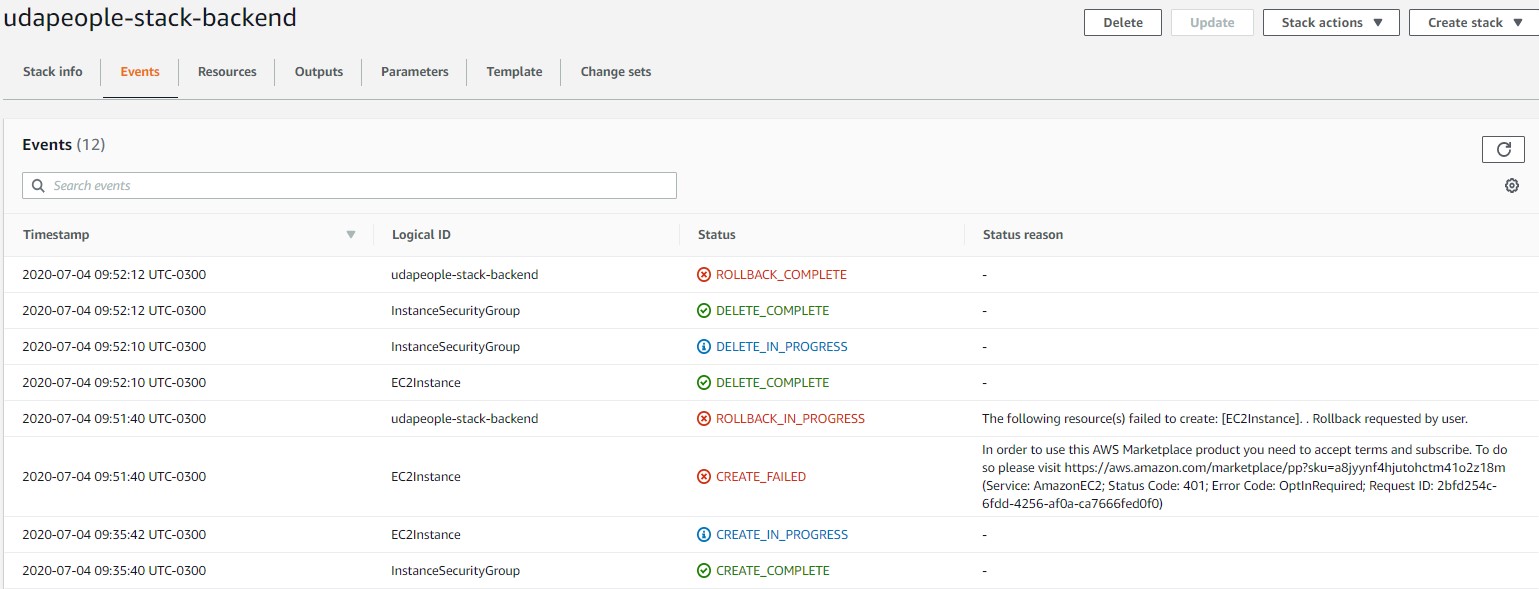 udapeople-stack-backend
Delete Update Stack actions Create stack
Stack info Events Resources Outputs Parameters Template Change sets
Events (12)
Search events
Timestamp Logical ID Status Status reason
2020-07-04 09:52:12 UTC-0300 udapeople-stack-backend ROLLBACK_COMPLETE -
2020-07-04 09:52:12 UTC-0300 InstanceSecurityGroup DELETE_COMPLETE -
2020-07-04 09:52:10 UTC-0300 InstanceSecurityGroup DELETE_IN_PROGRESS -
2020-07-04 09:52:10 UTC-0300 EC2Instance DELETE_COMPLETE -
2020-07-04 09:51:40 UTC-0300 udapeople-stack-backend ROLLBACK_IN_PROGRESS The following resource(s) failed to create: [EC2Instance]. . Rollback requested by user.
2020-07-04 09:51:40 UTC-0300 EC2Instance CREATE_FAILED In order to use this AWS Marketplace product you need to accept terms and subscribe. To do
so please visit https://aws.amazon.com/marketplace/pp?sku=a8jyynf4hjutohctm41o2z18m
(Service: AmazonEC2; Status Code: 401; Error Code: OptInRequired; Request ID: 2bfd254c-
6fdd-4256-af0a-ca7666fed0f0)
2020-07-04 09:35:42 UTC-0300 EC2Instance CREATE_IN_PROGRESS -
2020-07-04 09:35:40 UTC-0300 InstanceSecurityGroup CREATE_COMPLETE -